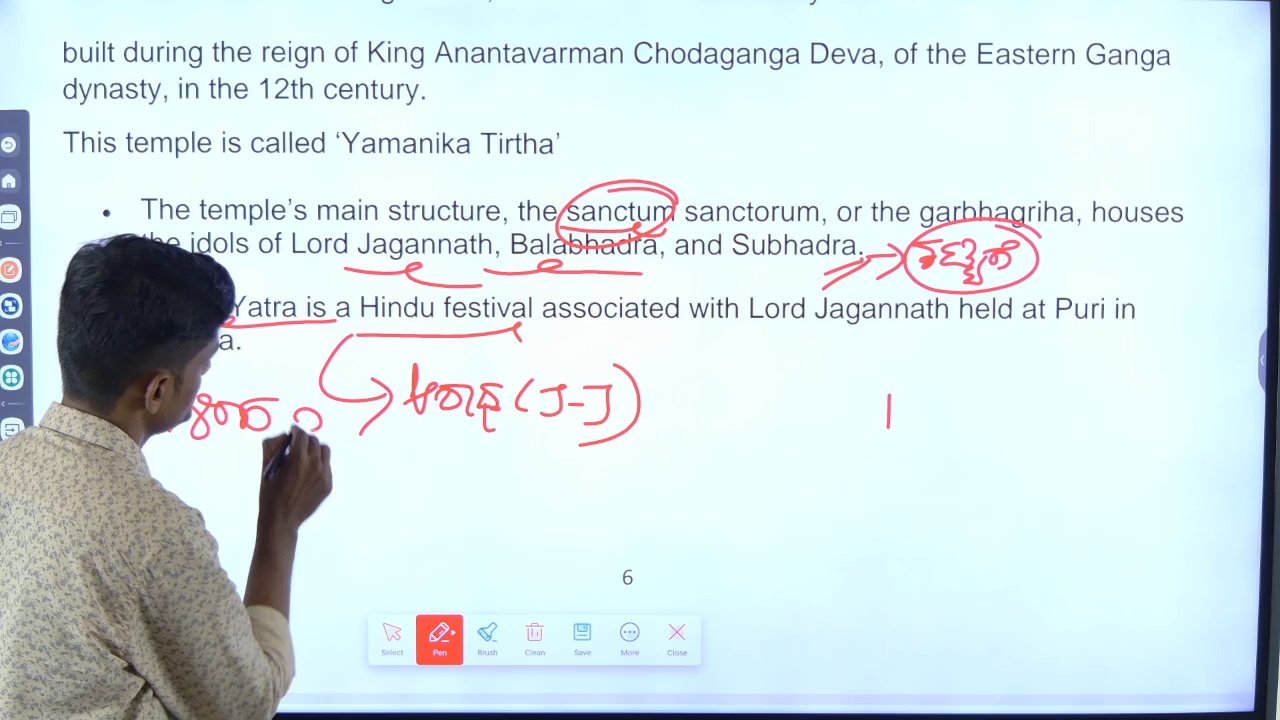 built during the reign of King Anantavarman Chodaganga Deva, of the Eastern Ganga
dynasty, in the 12th century.
This temple is called ‘Yamanika Tirtha’
• The temple’s main structure, the sanctum sanctorum, or the garbhagriha, houses
the idols of Lord Jagannath, Balabhadra, and Subhadra.
Yatra is a Hindu festival associated with Lord Jagannath held at Puri in
a.
(J-J)
6
Select Pen Brush Clean Save More Close